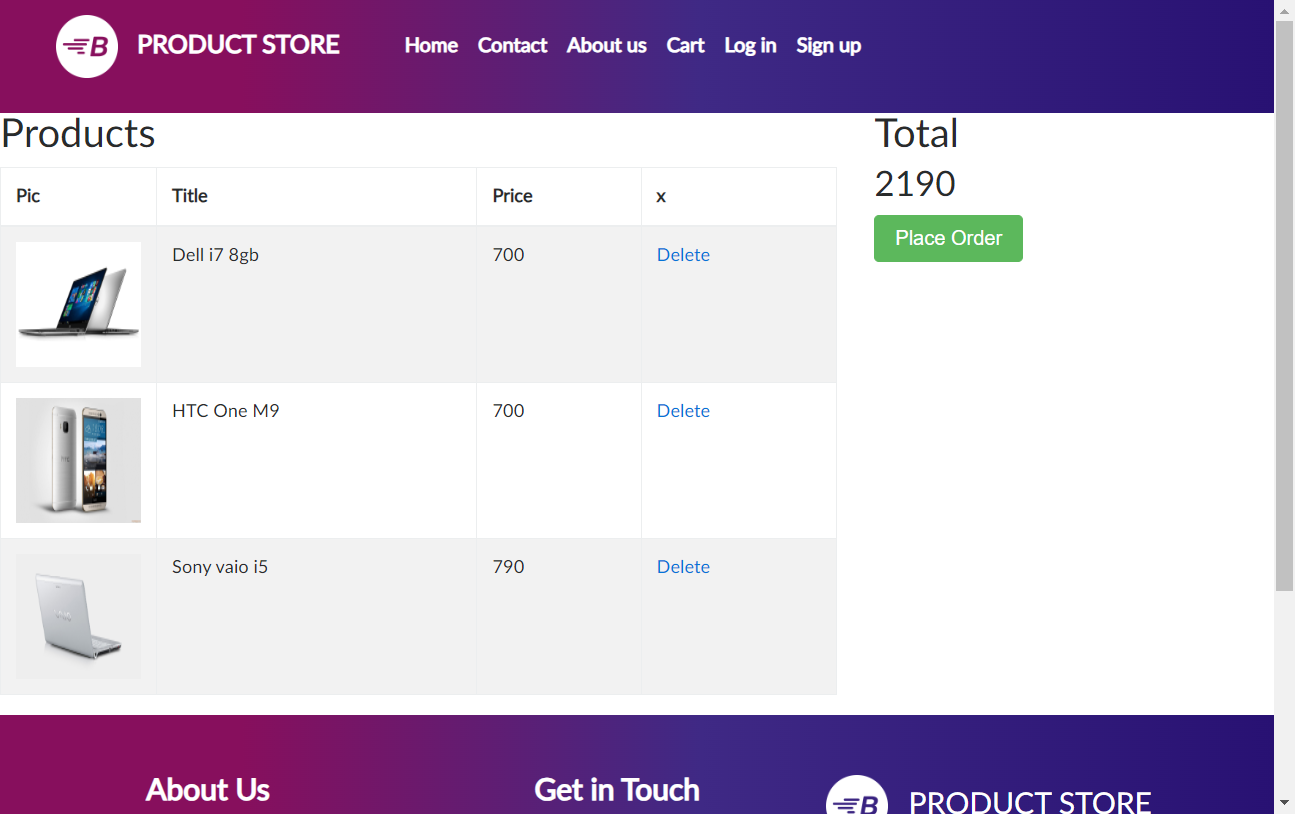 B PRODUCT STORE Home Contact About us Cart Log in Sign up
Products
Pic Title Price x
Dell i7 8gb 700 Delete
HTC One M9 700 Delete
Sony vaio i5 790 Delete
Total
2190
Place Order
About Us
Get in Touch
B PRODUCT STORE